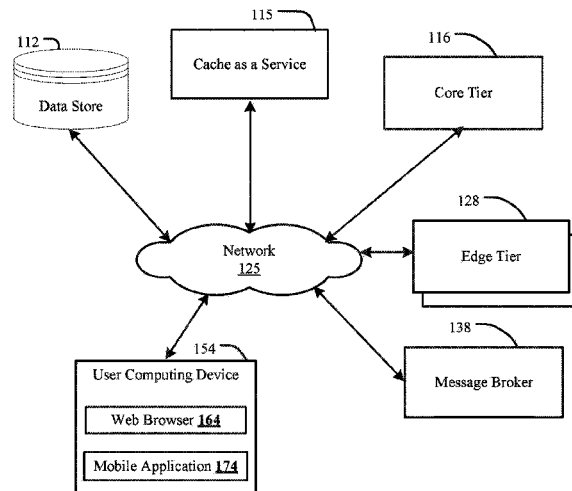 115
112
116
Cache as a Service
Data Store
Core Tier
128
Network
125
Edge Tier
138
154
User Computing Device
Message Broker
Web Browser 164
Mobile Application 174